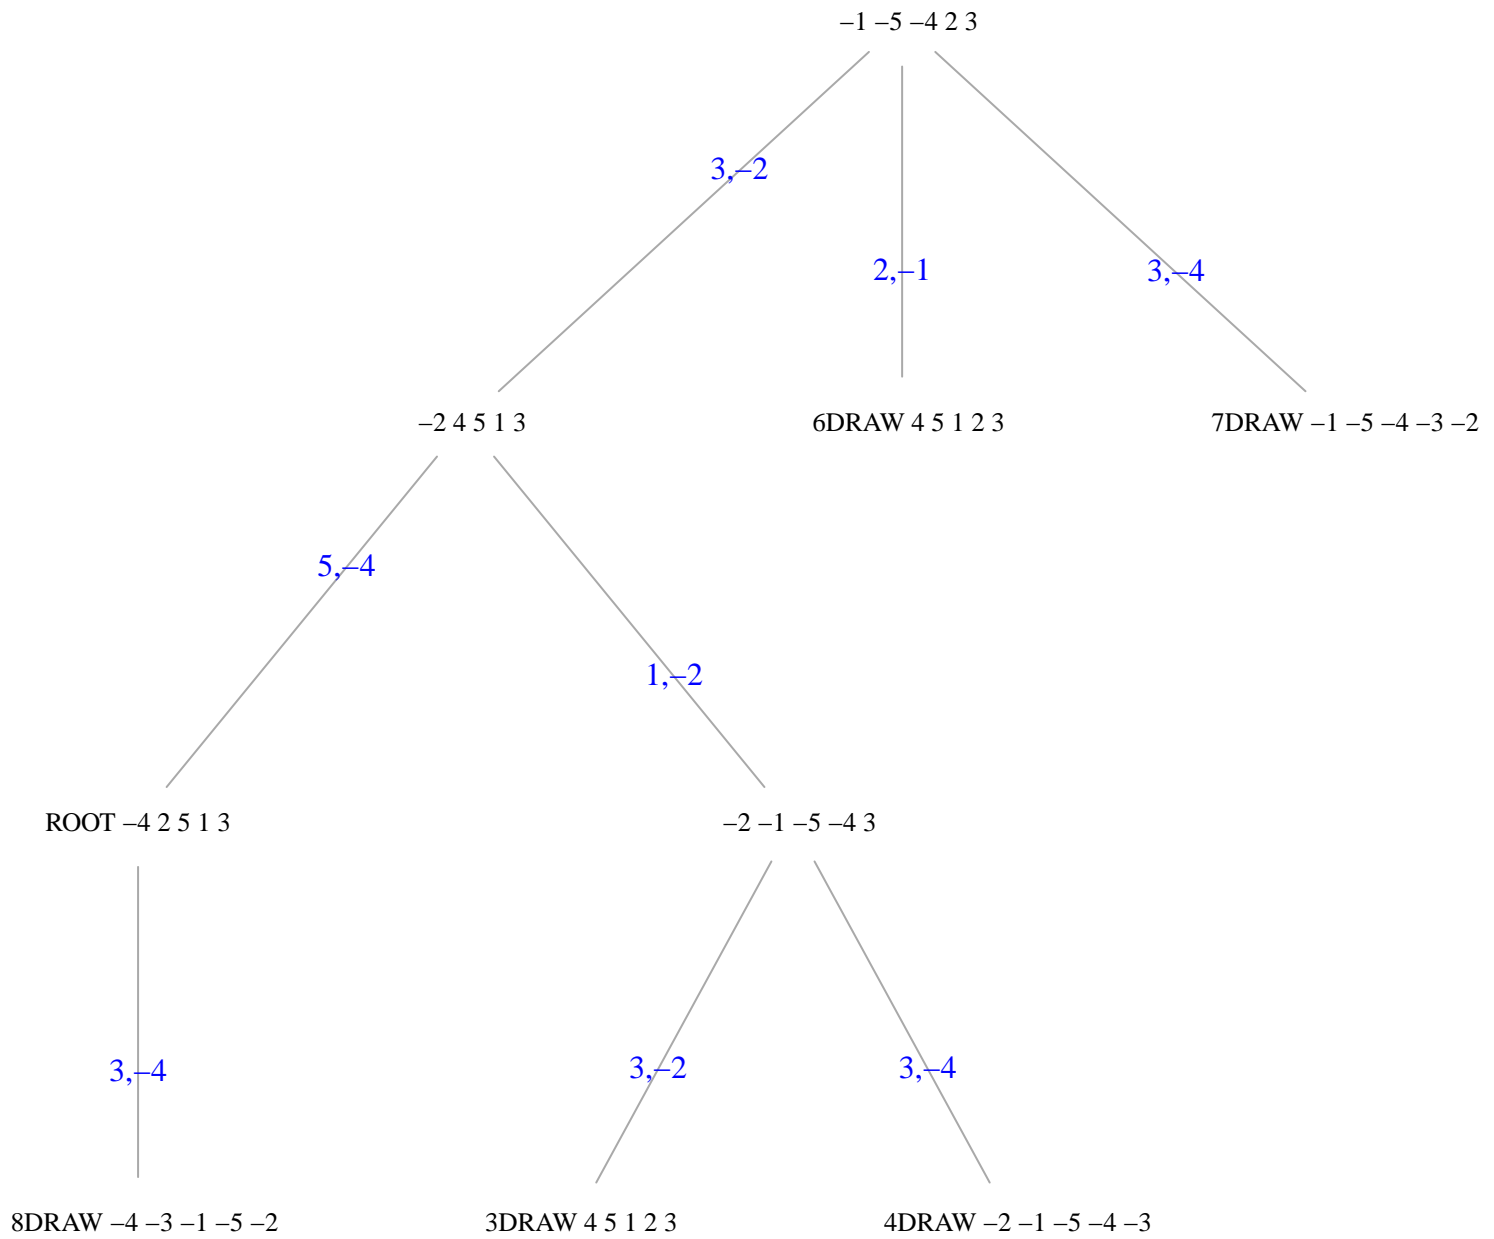 –1 –5 –4 2 3
3,–2
2,–1
3,–4
–2 4 5 1 3
6DRAW 4 5 1 2 3
7DRAW –1 –5 –4 –3 –2
5,–4
1,–2
ROOT –4 2 5 1 3
–2 –1 –5 –4 3
3,–4
3,–2
3,–4
8DRAW –4 –3 –1 –5 –2
3DRAW 4 5 1 2 3
4DRAW –2 –1 –5 –4 –3